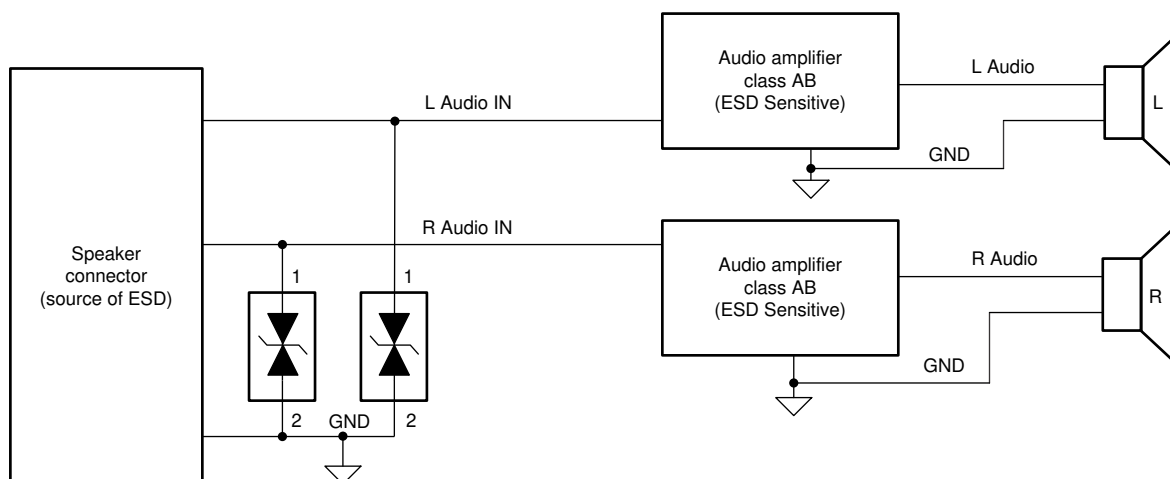 Audio amplifier
class AB
(ESD Sensitive)
L Audio
L
L Audio IN
GND
R Audio IN
Speaker
connector
(source of ESD)
1
1
Audio amplifier
class AB
(ESD Sensitive)
R Audio
R
GND
2
GND
2